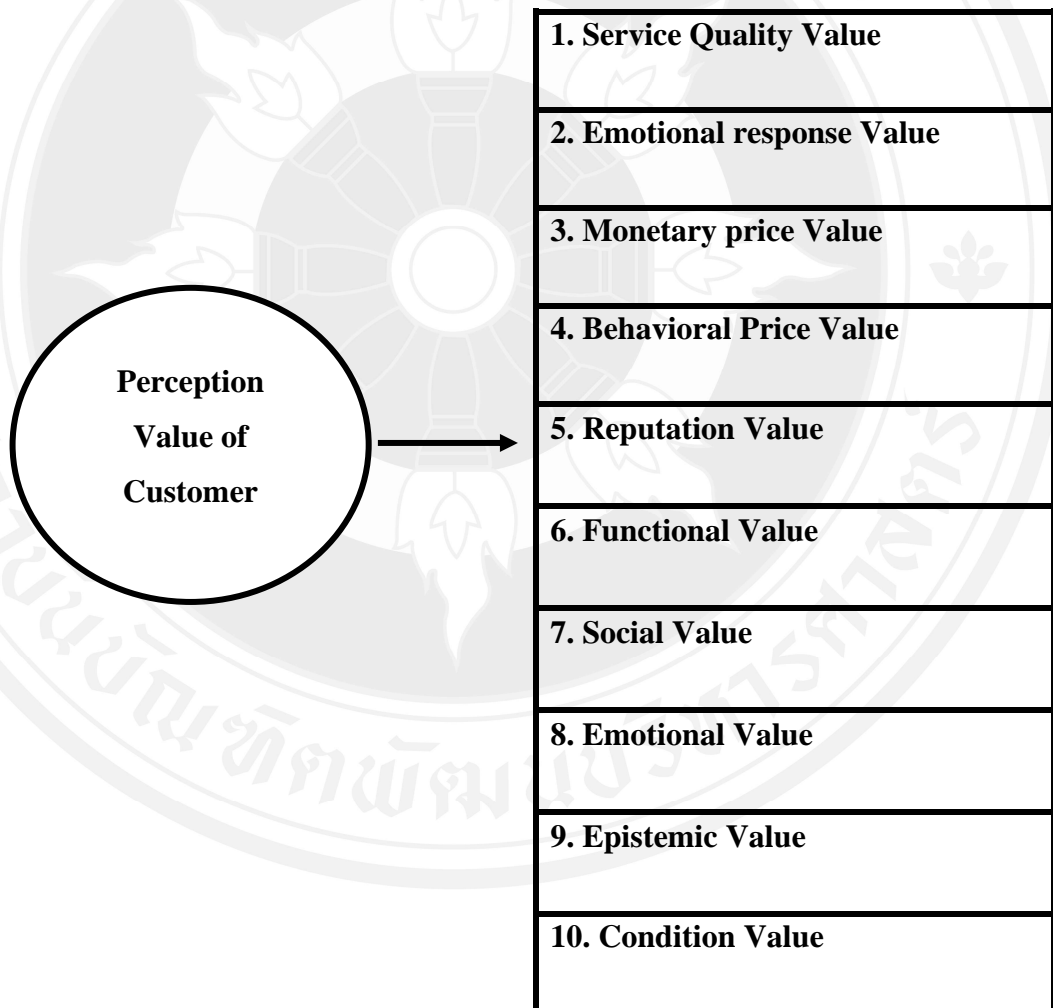 1. Service Quality Value
2. Emotional response Value
3. Monetary price Value
4. Behavioral Price Value
Perception
Value of
Customer
5. Reputation Value
6. Functional Value
7. Social Value
8. Emotional Value
9. Epistemic Value
10. Condition Value